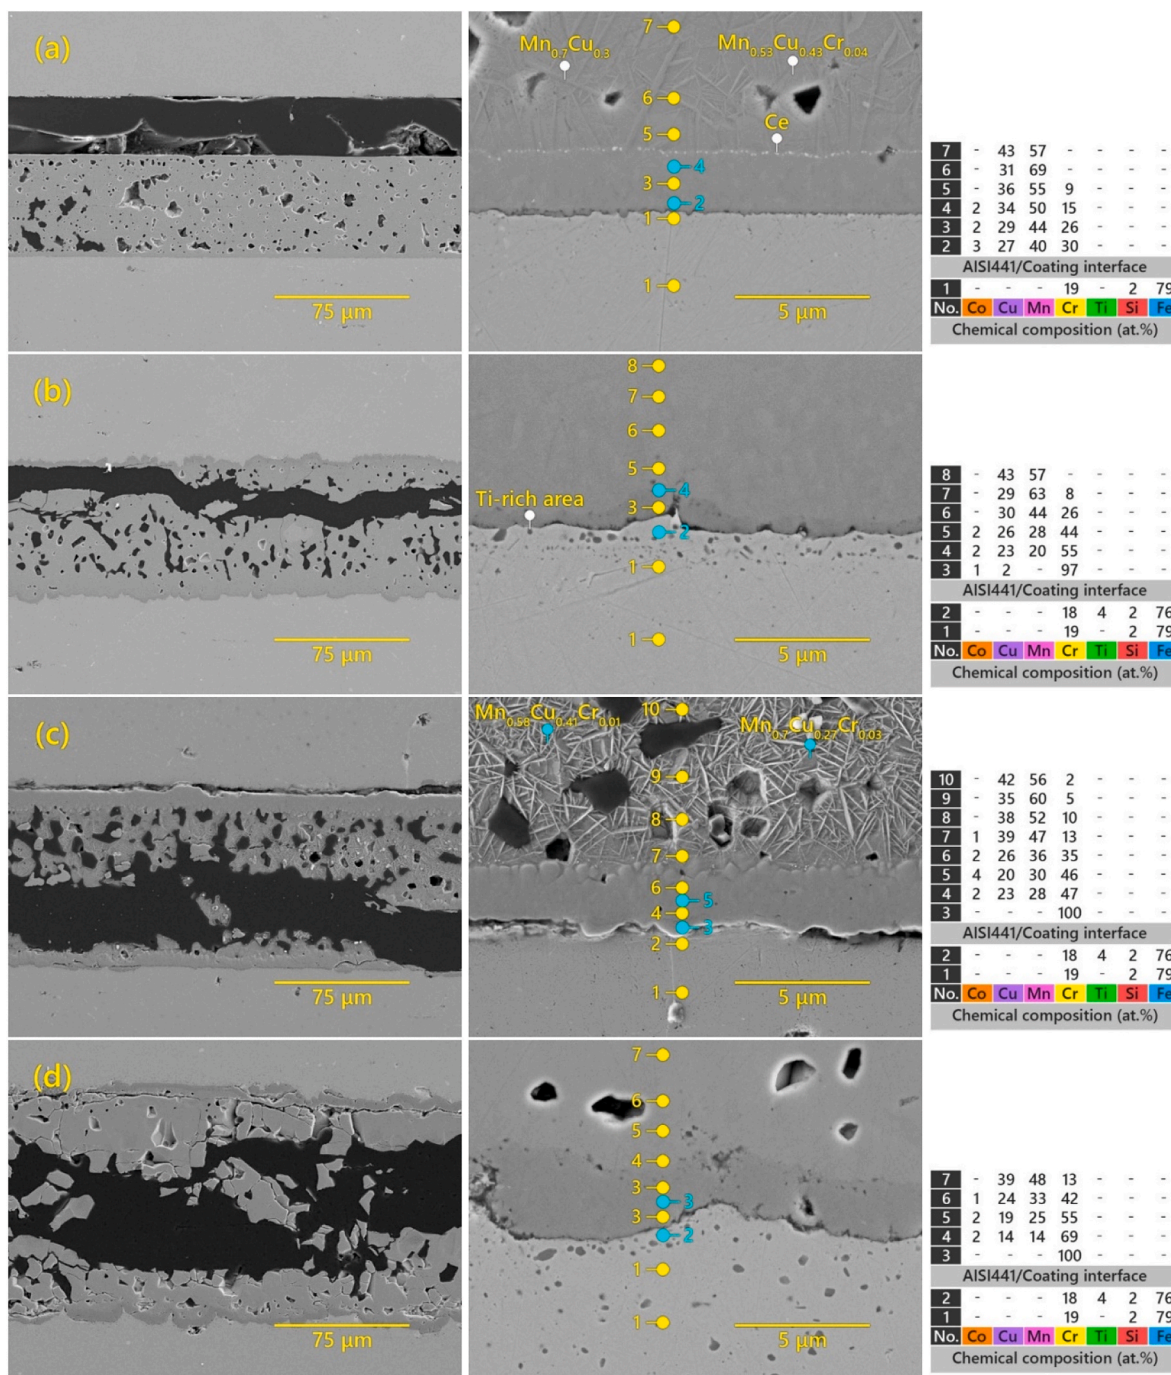 (a)
75 μm
7
Mn0.7Cu0.3
Mn0.53Cu0.43Cr0.04
6
5
Ce
4
3
2
1
1
5 μm
7 - 43 57 - - - -
6 - 31 69 - - - -
5 - 36 55 9 - - -
4 2 34 50 15 - - -
3 2 29 44 26 - - -
2 3 27 40 30 - - -
AISI441/Coating interface
1 - - - 19 - 2 79
No. Co Cu Mn Cr Ti Si Fe
Chemical composition (at.%)
(b)
75 μm
8
7
6
5
4
Ti-rich area
3
2
1
1
5 μm
8 - 43 57 - - - -
7 - 29 63 8 - - -
6 - 30 44 26 - - -
5 2 26 28 44 - - -
4 2 23 20 55 - - -
3 1 2 - 97 - - -
AISI441/Coating interface
2 - - - 18 4 2 76
1 - - - 19 - 2 79
No. Co Cu Mn Cr Ti Si Fe
Chemical composition (at.%)
(c)
75 μm
Mn0.58Cu0.41Cr0.01
10
Mn0.7Cu0.27Cr0.03
9
8
7
6
5
4
3
2
1
5 μm
10 - 42 56 2 - - -
9 - 35 60 5 - - -
8 - 38 52 10 - - -
7 1 39 47 13 - - -
6 2 26 36 35 - - -
5 4 20 30 46 - - -
4 2 23 28 47 - - -
3 - - - 100 - - -
AISI441/Coating interface
2 - - - 18 4 2 76
1 - - - 19 - 2 79
No. Co Cu Mn Cr Ti Si Fe
Chemical composition (at.%)
(d)
75 μm
7
6
5
4
3
3
3
2
1
1
5 μm
7 - 39 48 13 - - -
6 1 24 33 42 - - -
5 2 19 25 55 - - -
4 2 14 14 69 - - -
3 - - - 100 - - -
AISI441/Coating interface
2 - - - 18 4 2 76
1 - - - 19 - 2 79
No. Co Cu Mn Cr Ti Si Fe
Chemical composition (at.%)